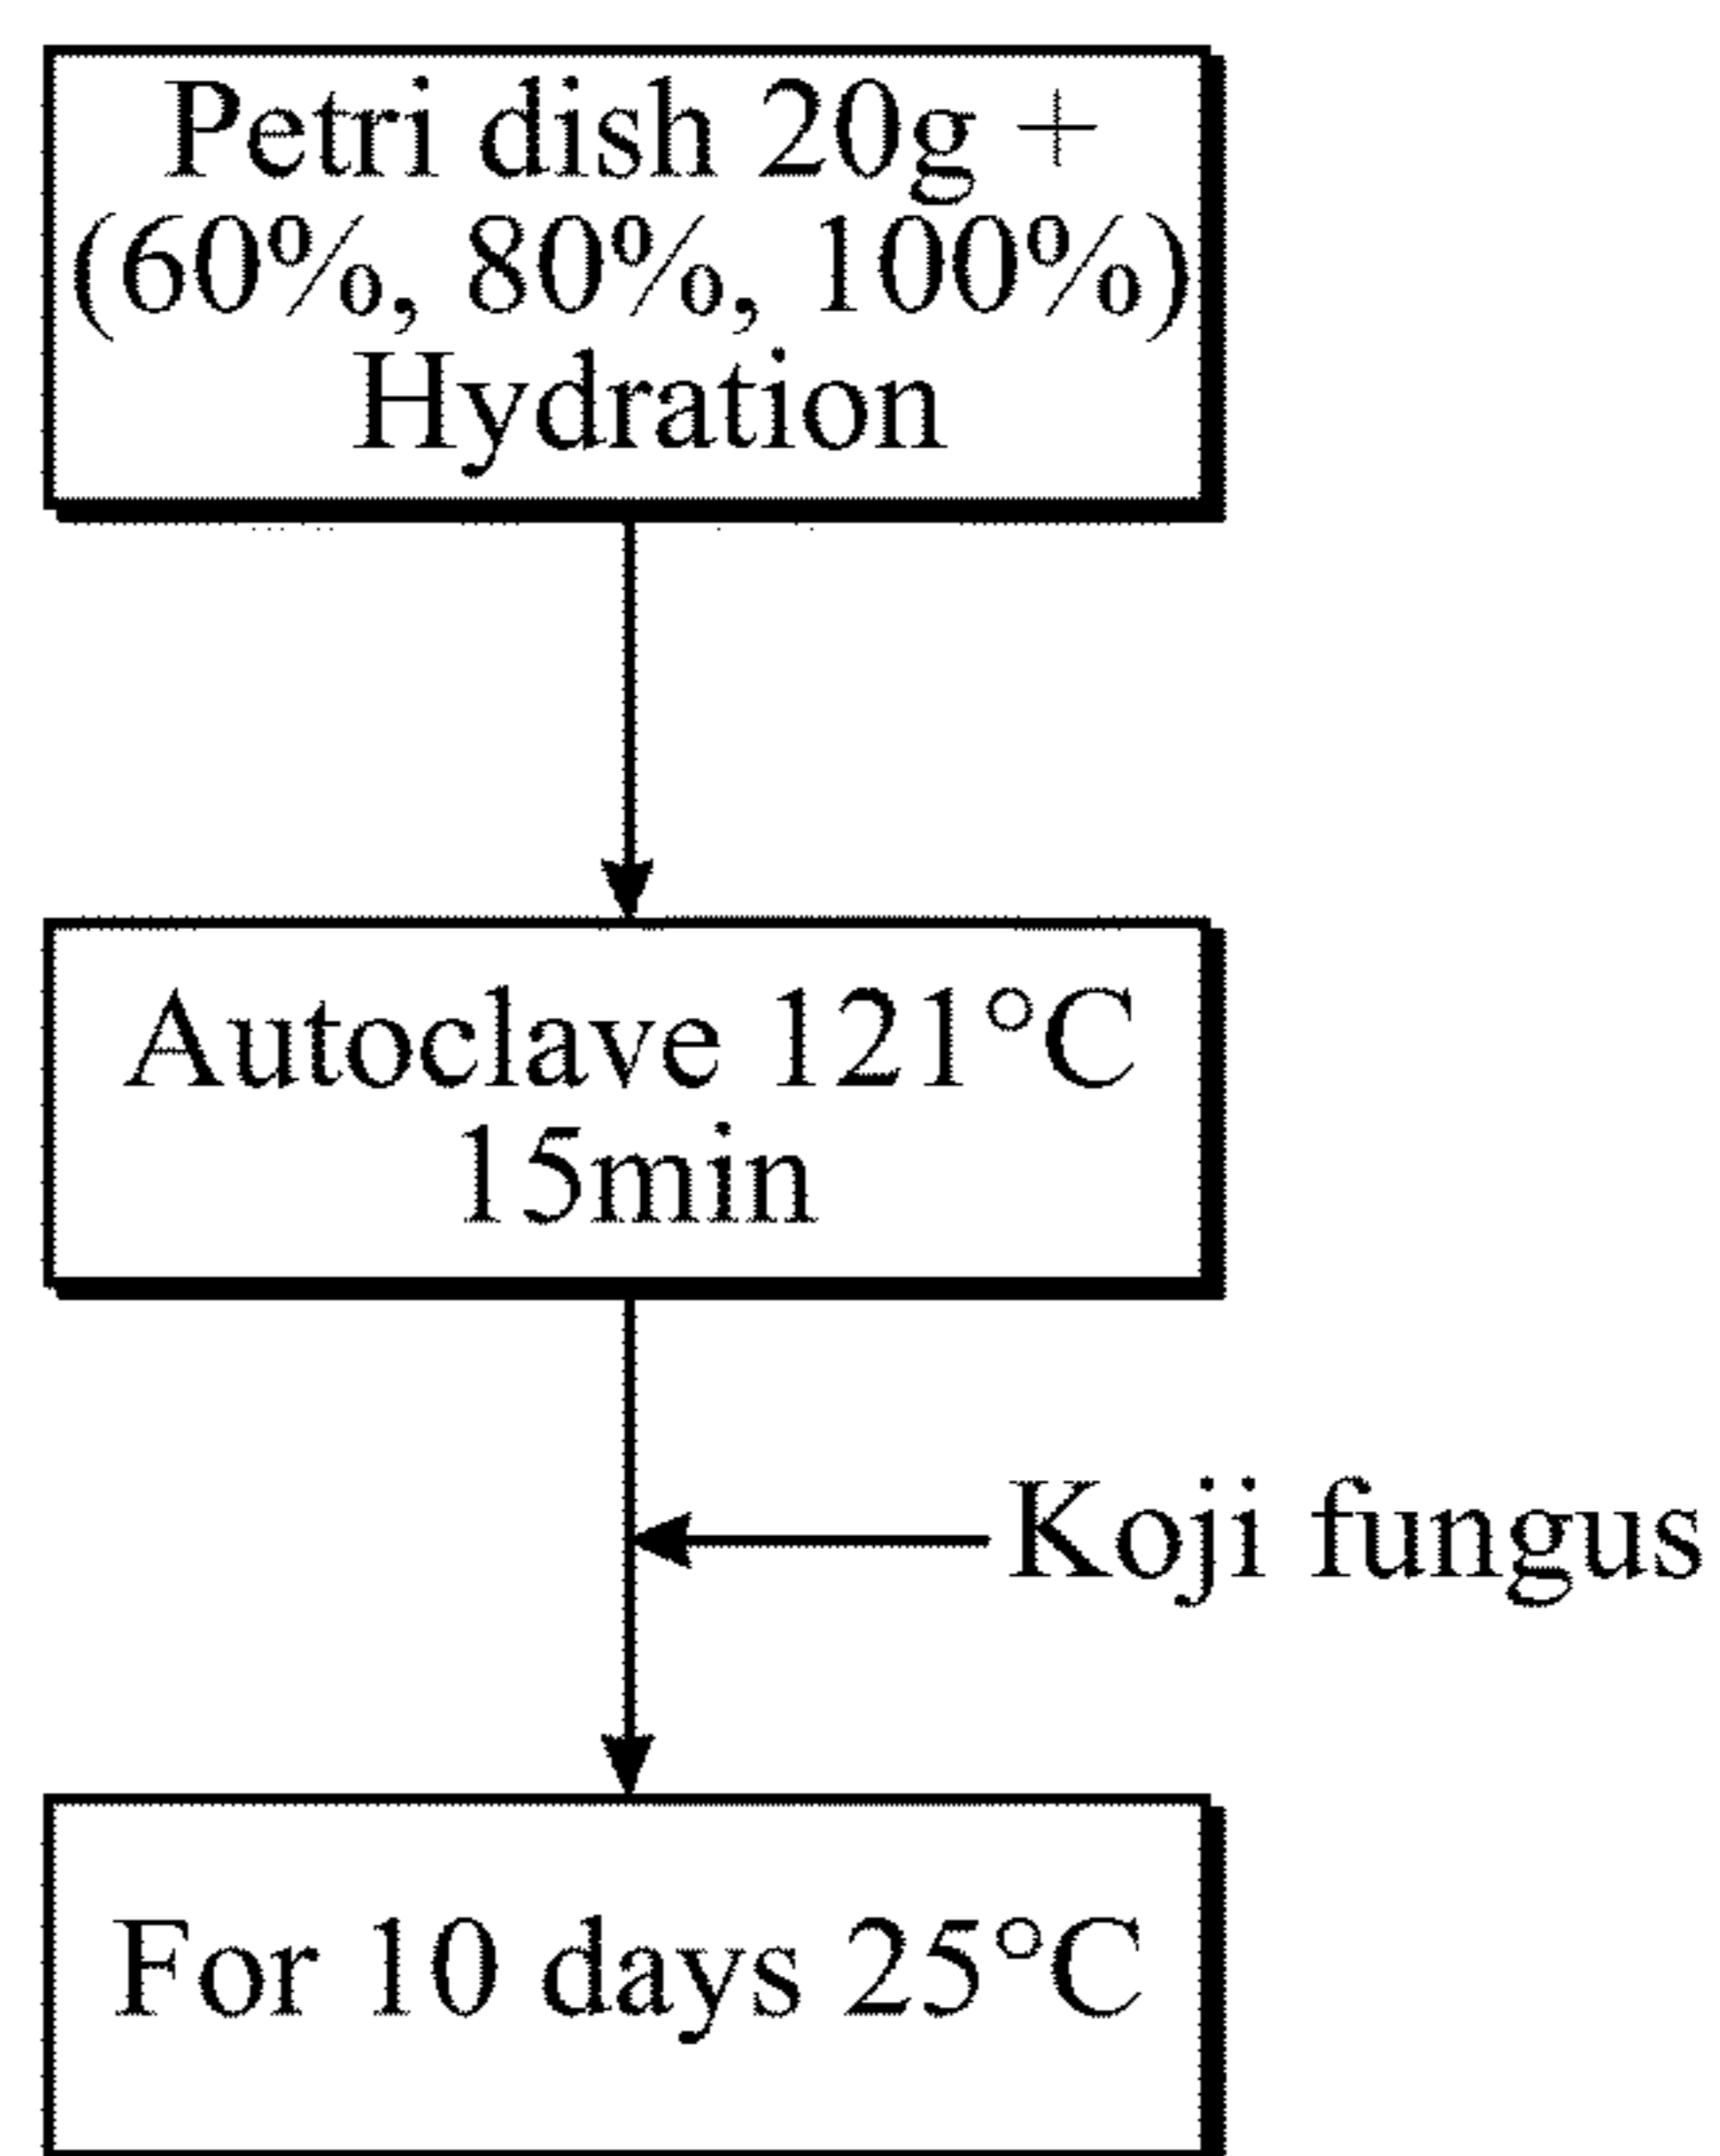 Petri dish 20g +
(60%, 80%, 100%)
Hydration
Autoclave 121°C
15min
Koji fungus
For 10 days 25°C